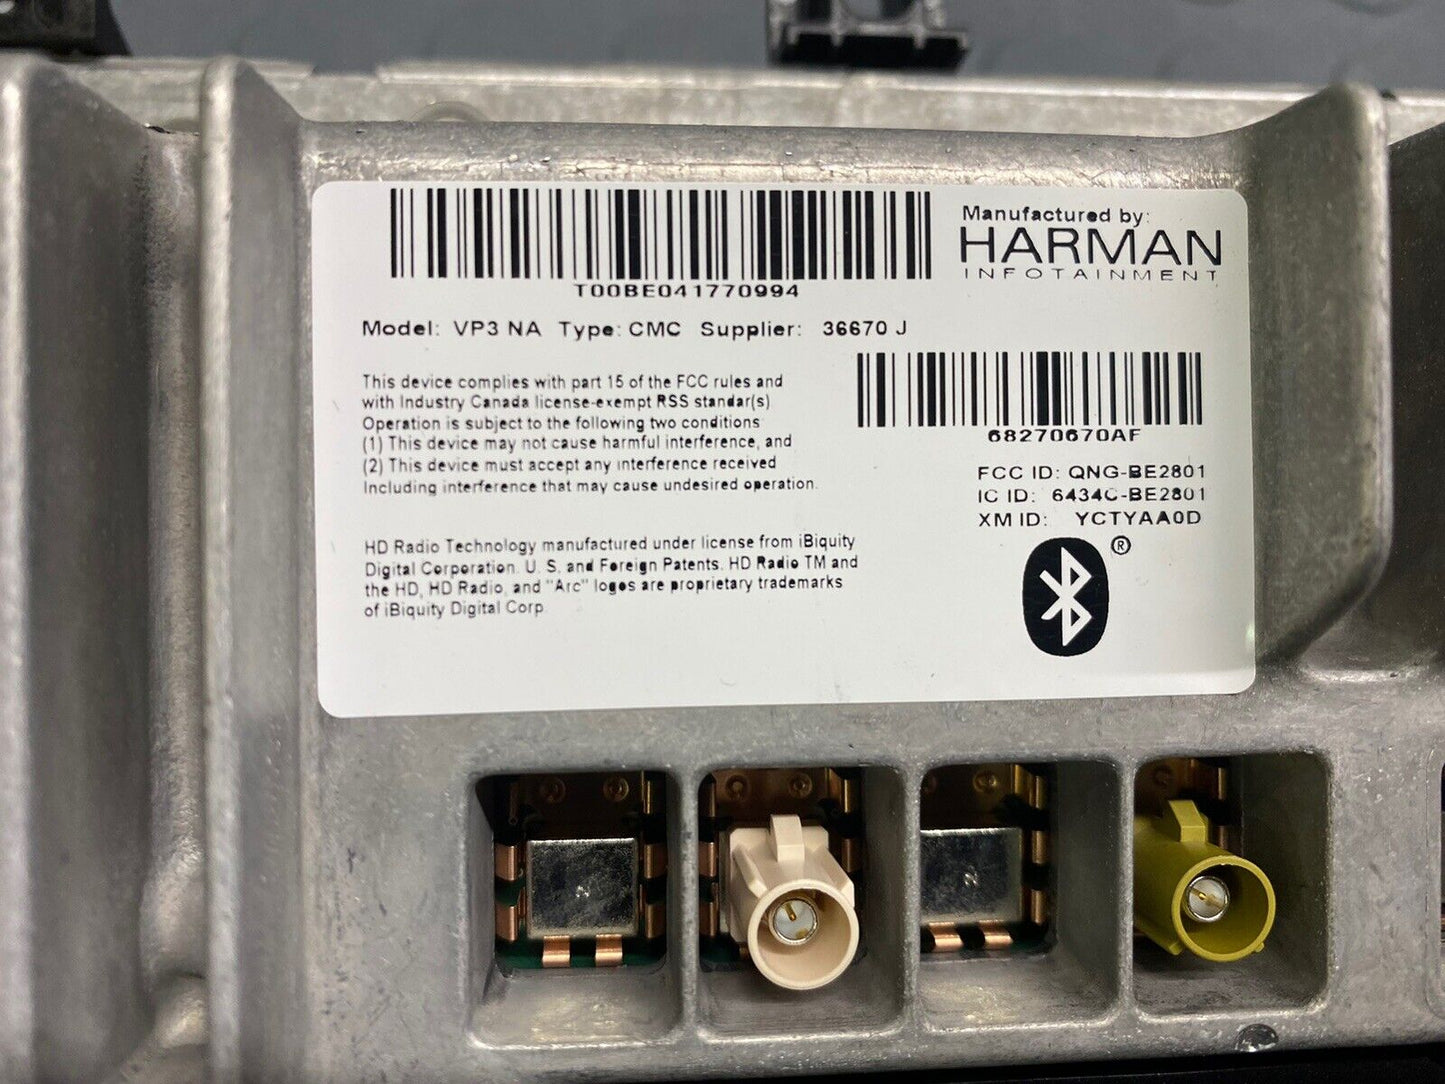 T00BE041770994
Manufactured by:
HARMAN
INFOTAINMENT
Model: VP3 NA Type: CMC Supplier: 36670 J
68270670AF
This device complies with part 15 of the FCC rules and
with Industry Canada license-exempt RSS standar(s)
Operation is subject to the following two conditions
(1) This device may not cause harmful interference, and
(2) This device must accept any interference received
Including interference that may cause undesired operation.
FCC ID: QNG-BE2801
IC ID: 6434C-BE2801
XM ID: YCTYAA0D
®
HD Radio Technology manufactured under license from iBiquity
Digital Corporation. U. S. and Foreign Patents. HD Radio TM and
the HD, HD Radio, and "Arc" logos are proprietary trademarks
of iBiquity Digital Corp.